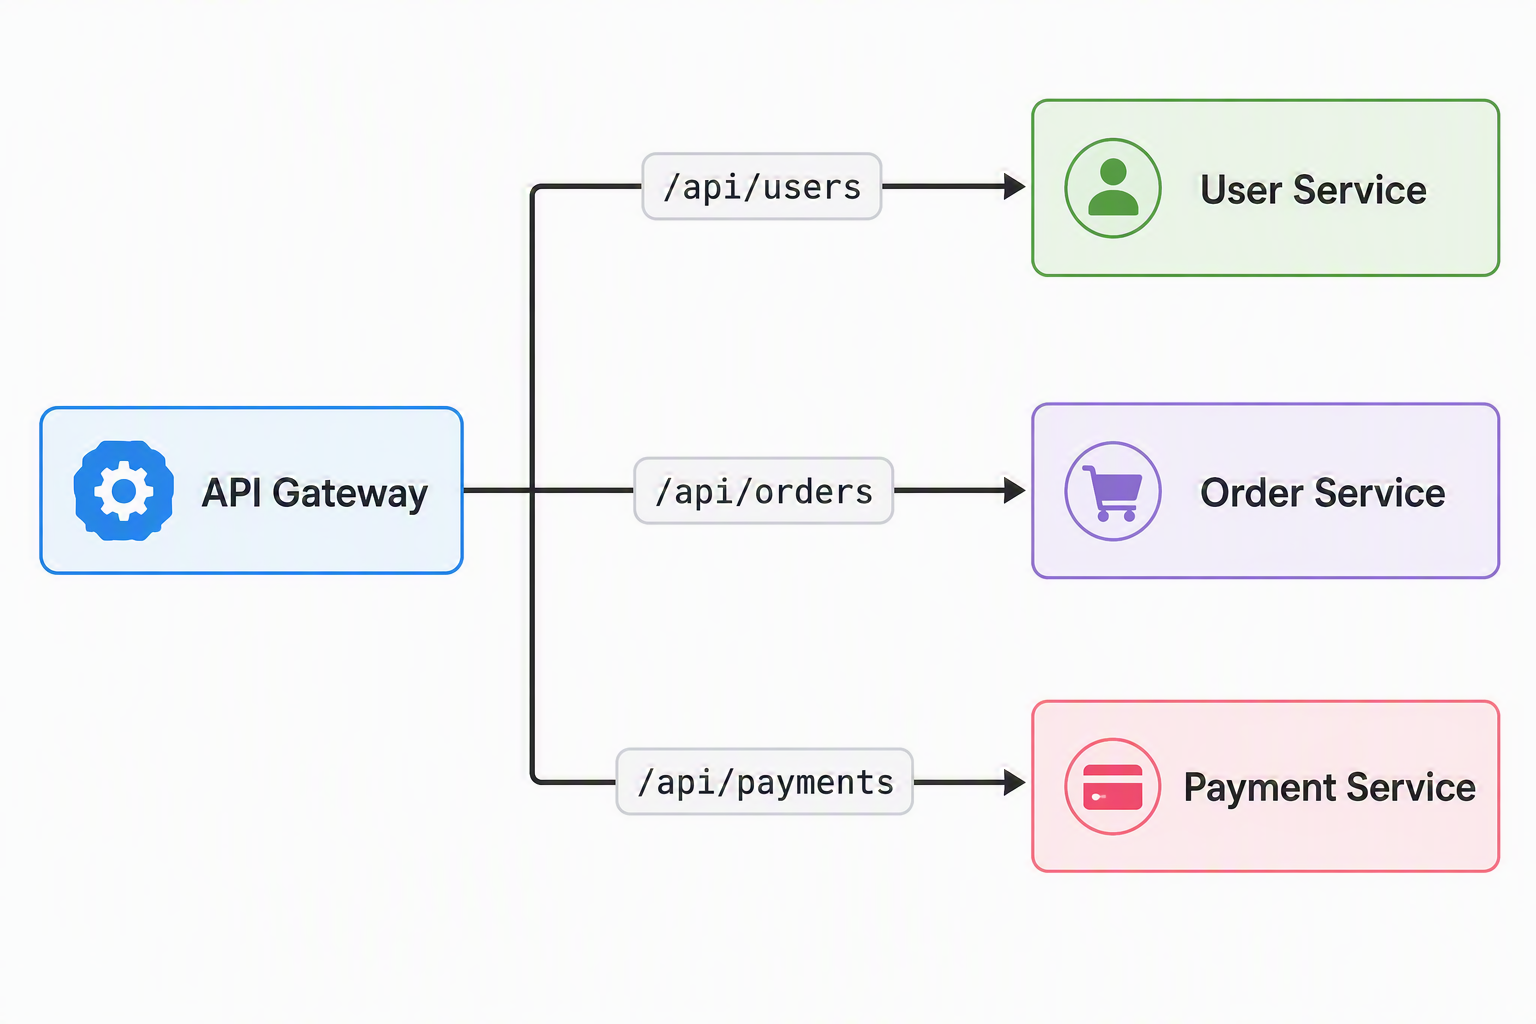 /api/users
User Service
API Gateway
/api/orders
Order Service
/api/payments
Payment Service